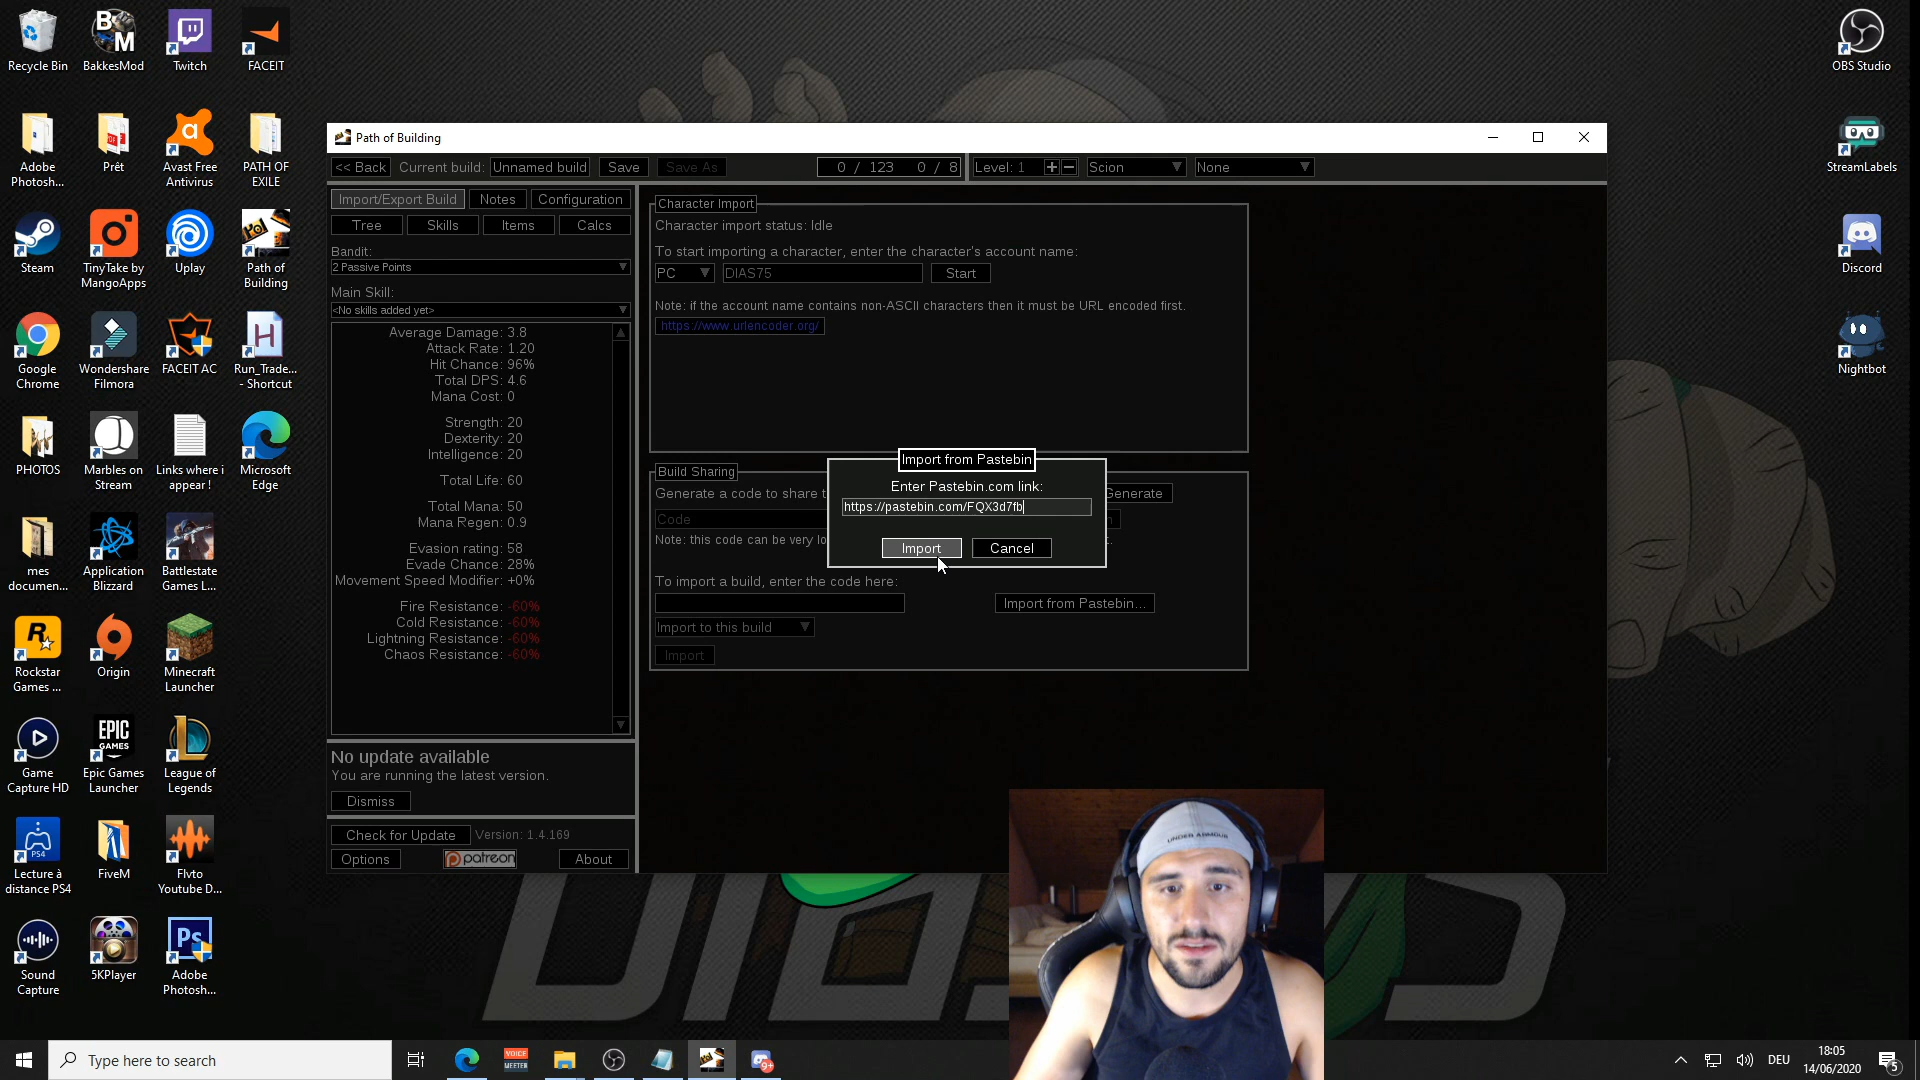 Recycle Bin
BakkesMod
Twitch
FACEIT
OBS Studio
Adobe Photosh...
Prêt
Avast Free Antivirus
PATH OF EXILE
StreamLabels
Steam
TinyTake by MangoApps
Uplay
Path of Building
Discord
Google Chrome
Wondershare Filmora
FACEIT AC
Run_Trade... - Shortcut
Nightbot
PHOTOS
Marbles on Stream
Links where i appear !
Microsoft Edge
mes documen...
Application Blizzard
Battlestate Games L...
Rockstar Games ...
Origin
Minecraft Launcher
Game Capture HD
EPIC GAMES
Epic Games Launcher
League of Legends
PS4
Lecture à distance PS4
FiveM
Flvto Youtube D...
Sound Capture
5KPlayer
Ps
Adobe Photosh...
Path of Building
<< Back
Current build:
Unnamed build
Save
Save As
0 / 123 0 / 8
Level: 1
Scion
None
Import/Export Build
Notes
Configuration
Tree
Skills
Items
Calcs
Bandit:
2 Passive Points
Main Skill:
<No skills added yet>
Average Damage: 3.8
Attack Rate: 1.20
Hit Chance: 96%
Total DPS: 4.6
Mana Cost: 0
Strength: 20
Dexterity: 20
Intelligence: 20
Total Life: 60
Total Mana: 50
Mana Regen: 0.9
Evasion rating: 58
Evade Chance: 28%
Movement Speed Modifier: +0%
Fire Resistance: -60%
Cold Resistance: -60%
Lightning Resistance: -60%
Chaos Resistance: -60%
No update available
You are running the latest version.
Dismiss
Check for Update
Version: 1.4.169
Options
patreon
About
Character Import
Character import status: Idle
To start importing a character, enter the character's account name:
PC
DIAS75
Start
Note: if the account name contains non-ASCII characters then it must be URL encoded first.
https://www.urlencoder.org/
Build Sharing
Generate a code to share t
Generate
Code
Note: this code can be very lo
To import a build, enter the code here:
Import from Pastebin...
Import to this build
Import
Import from Pastebin
Enter Pastebin.com link:
https://pastebin.com/FQX3d7fb
Import
Cancel
UNDER ARMOUR
Type here to search
VOICE
MEETER
9+
DEU
18:05
14/06/2020
5